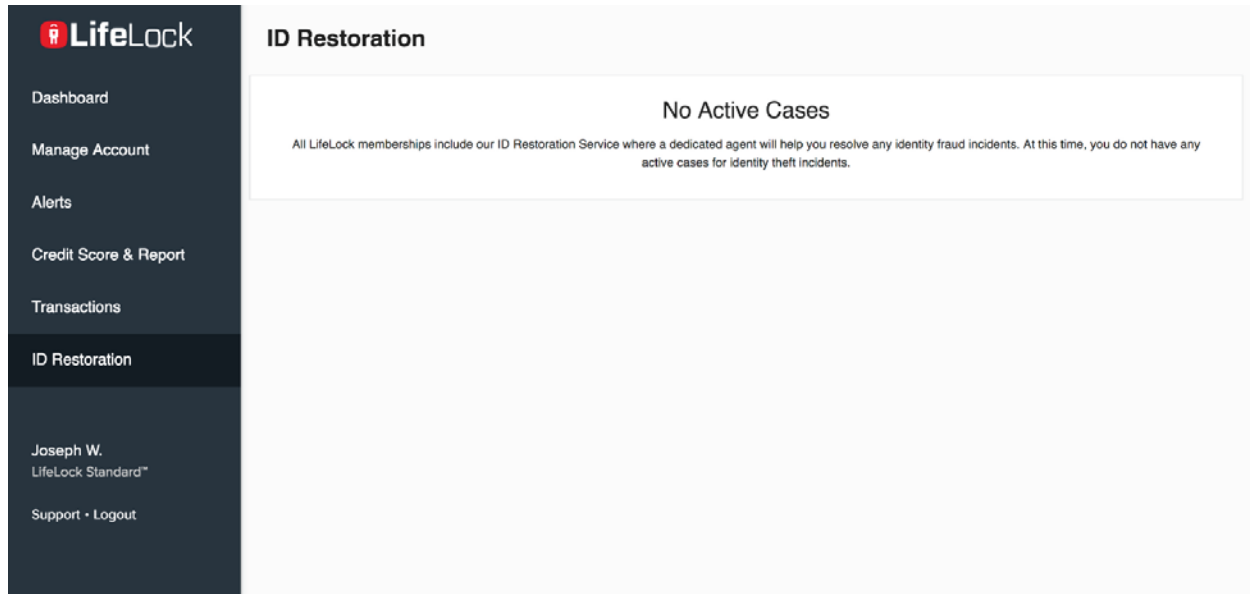 LifeLock
Dashboard
Manage Account
Alerts
Credit Score & Report
Transactions
ID Restoration
Joseph W.
LifeLock Standard™
Support • Logout
ID Restoration
No Active Cases
All LifeLock memberships include our ID Restoration Service where a dedicated agent will help you resolve any identity fraud incidents. At this time, you do not have any
active cases for identity theft incidents.